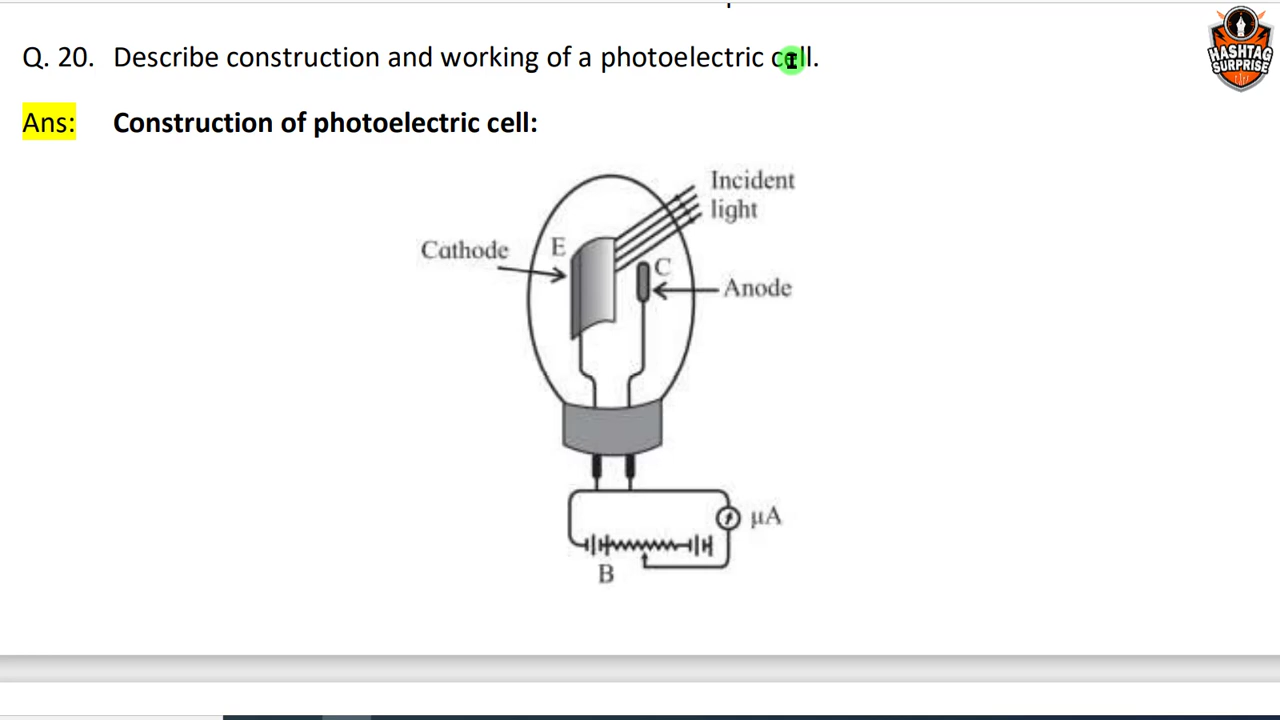 Q. 20. Describe construction and working of a photoelectric cell.
HASHTAG
SURPRISE
Ans: Construction of photoelectric cell:
Incident
light
Cathode
E
C
Anode
μA
B